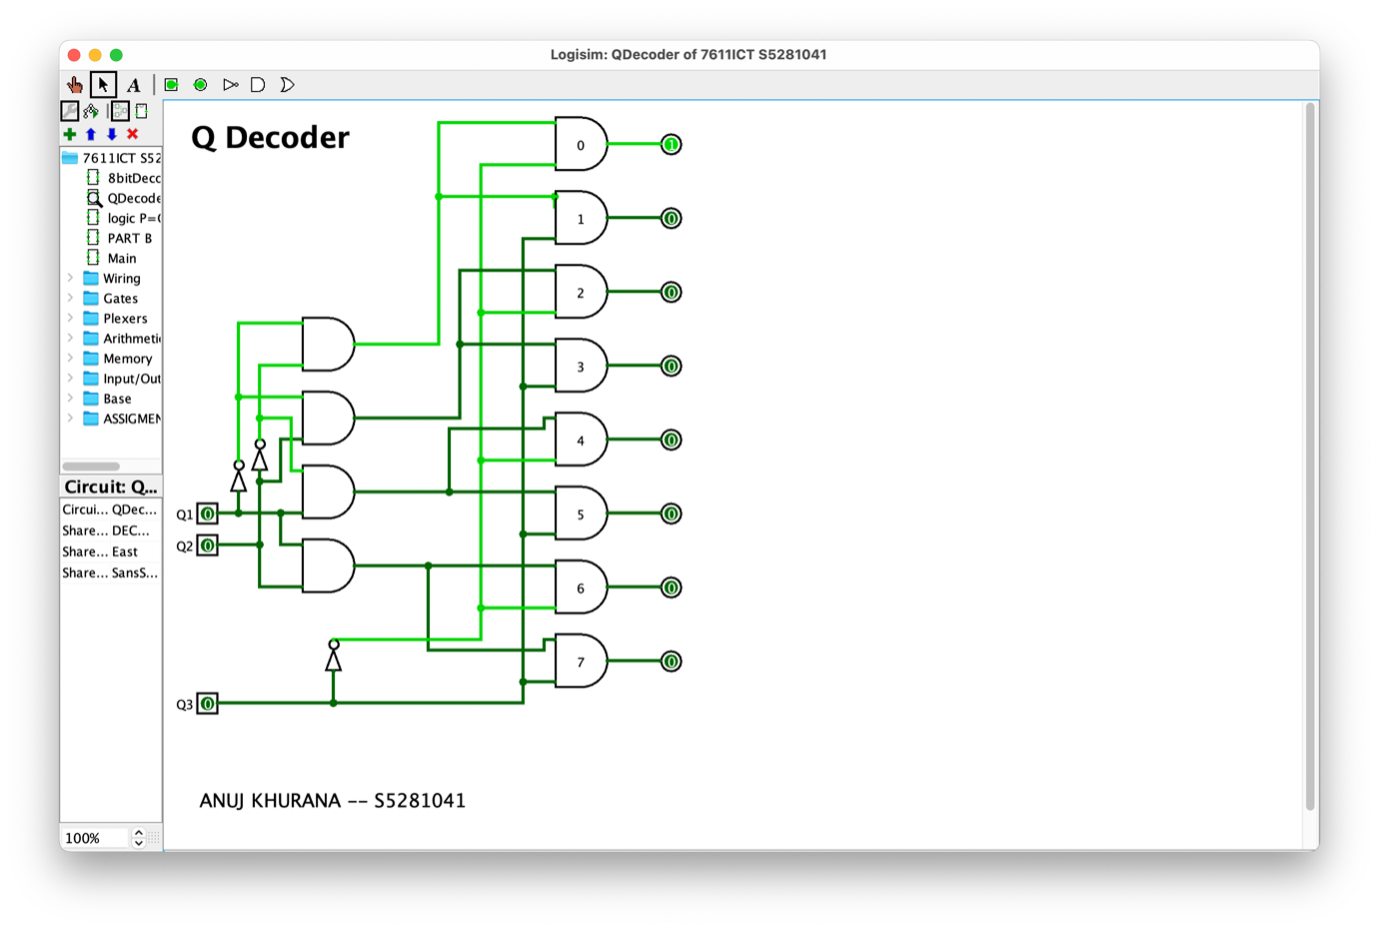 Logisim: QDecoder of 7611ICT S5281041
A
7611ICT S52
8bitDecc
QDecode
logic P=(
PART B
Main
Wiring
Gates
Plexers
Arithmeti
Memory
Input/Out
Base
ASSIGMEN
Circuit: Q...
Circui... QDec...
Share... DEC...
Share... East
Share... SansS...
100%
Q Decoder
0 1
1 0
2 0
3 0
4 0
5 0
6 0
7 0
Q1 0
Q2 0
Q3 0
ANUJ KHURANA -- S5281041